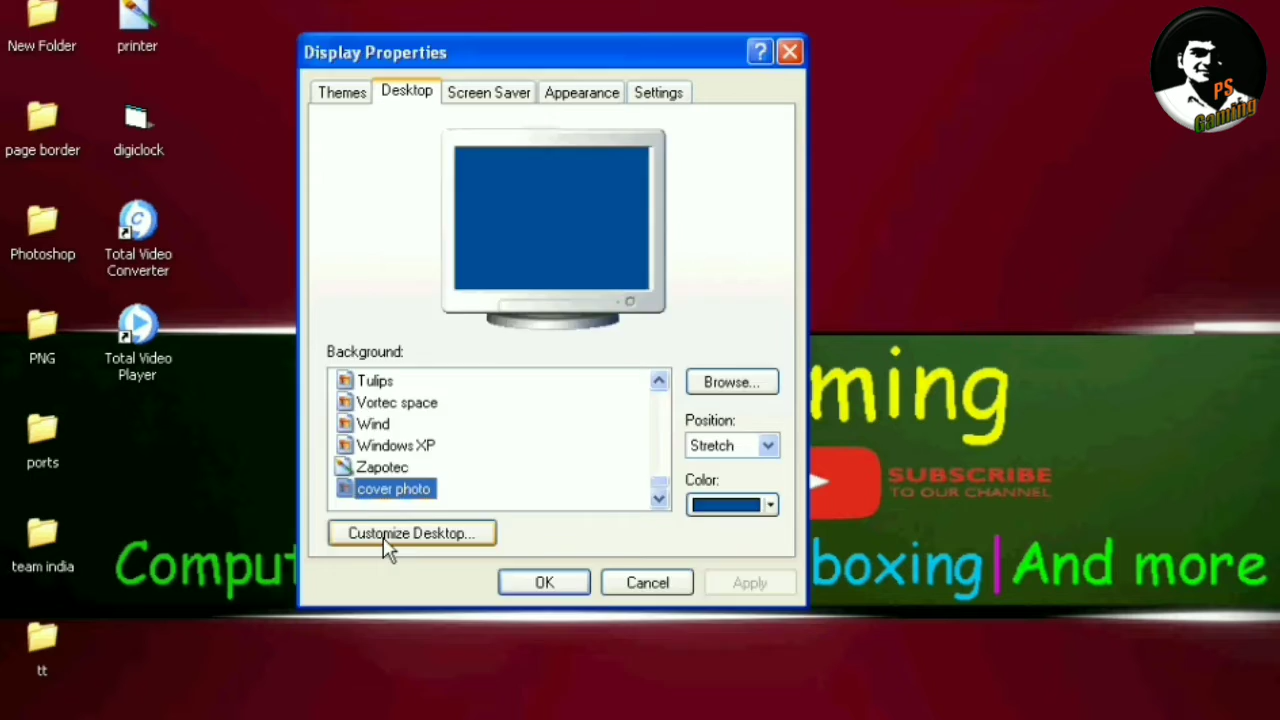 New Folder
printer
page border
digiclock
Photoshop
Total Video
Converter
PNG
Total Video
Player
ports
team india
tt
Display Properties
?
Themes
Desktop
Screen Saver
Appearance
Settings
Background:
Tulips
Vortec space
Wind
Windows XP
Zapotec
cover photo
Browse...
Position:
Stretch
Color:
Customize Desktop...
OK
Cancel
Apply
PS
Gaming
ming
SUBSCRIBE
TO OUR CHANNEL
Comput
boxing|And more